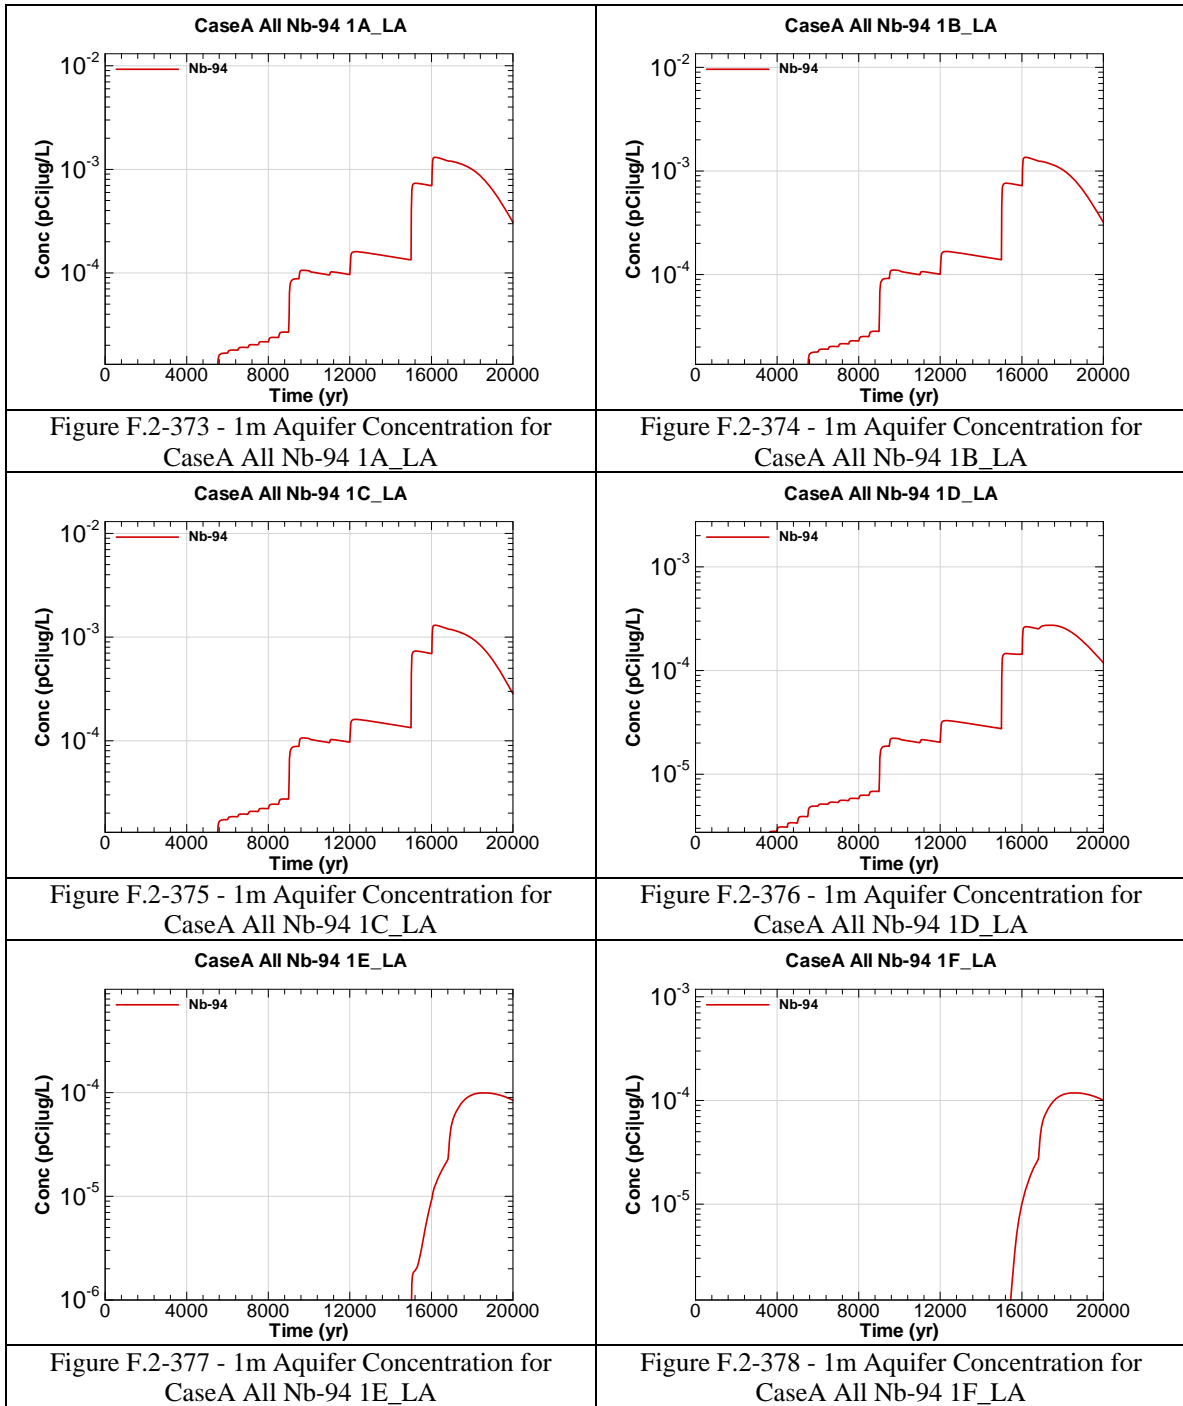 CaseA All Nb-94 1A_LA
Nb-94
10-2
10-3
10-4
Conc (pCi|ug/L)
0 4000 8000 12000 16000 20000
Time (yr)
Figure F.2-373 - 1m Aquifer Concentration for
CaseA All Nb-94 1A_LA
CaseA All Nb-94 1B_LA
Nb-94
10-2
10-3
10-4
Conc (pCi|ug/L)
0 4000 8000 12000 16000 20000
Time (yr)
Figure F.2-374 - 1m Aquifer Concentration for
CaseA All Nb-94 1B_LA
CaseA All Nb-94 1C_LA
Nb-94
10-2
10-3
10-4
Conc (pCi|ug/L)
0 4000 8000 12000 16000 20000
Time (yr)
Figure F.2-375 - 1m Aquifer Concentration for
CaseA All Nb-94 1C_LA
CaseA All Nb-94 1D_LA
Nb-94
10-3
10-4
10-5
Conc (pCi|ug/L)
0 4000 8000 12000 16000 20000
Time (yr)
Figure F.2-376 - 1m Aquifer Concentration for
CaseA All Nb-94 1D_LA
CaseA All Nb-94 1E_LA
Nb-94
10-4
10-5
10-6
Conc (pCi|ug/L)
0 4000 8000 12000 16000 20000
Time (yr)
Figure F.2-377 - 1m Aquifer Concentration for
CaseA All Nb-94 1E_LA
CaseA All Nb-94 1F_LA
Nb-94
10-3
10-4
10-5
Conc (pCi|ug/L)
0 4000 8000 12000 16000 20000
Time (yr)
Figure F.2-378 - 1m Aquifer Concentration for
CaseA All Nb-94 1F_LA